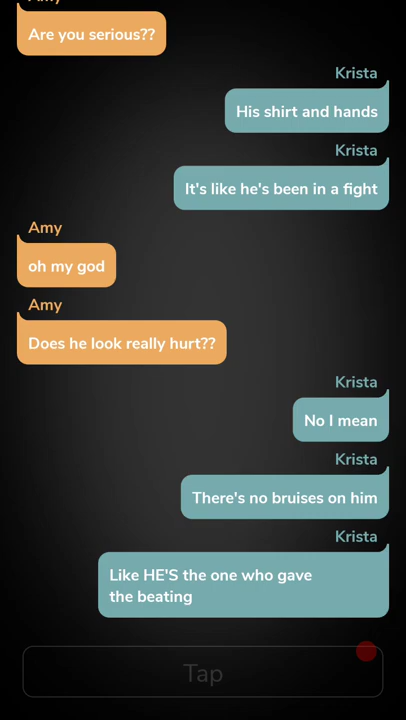 Are you serious??
Krista
His shirt and hands
Krista
It's like he's been in a fight
Amy
oh my god
Amy
Does he look really hurt??
Krista
No I mean
Krista
There's no bruises on him
Krista
Like HE'S the one who gave
the beating
Tap